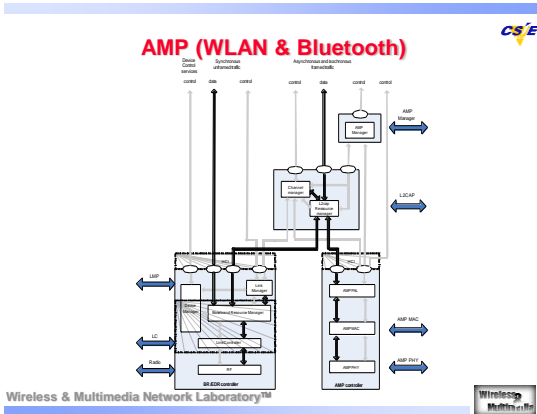 CSIE
AMP (WLAN & Bluetooth)
Device
Control
services
Synchronous
unframed traffic
Asynchronous and isochronous
framed traffic
control
data
control
control
data
control
control
AMP
Manager
AMP
Manager
Channel
manager
L2cap
Resource
manager
L2CAP
HCI
HCI
LMP
Link
Manager
Device
Manager
Baseband Resource Manager
LC
Link Controller
Radio
RF
BR/EDR controller
AMP PAL
AMP MAC
AMP MAC
AMP PHY
AMP PHY
AMP controller
Wireless & Multimedia Network Laboratory™
Wireless
Multimedia